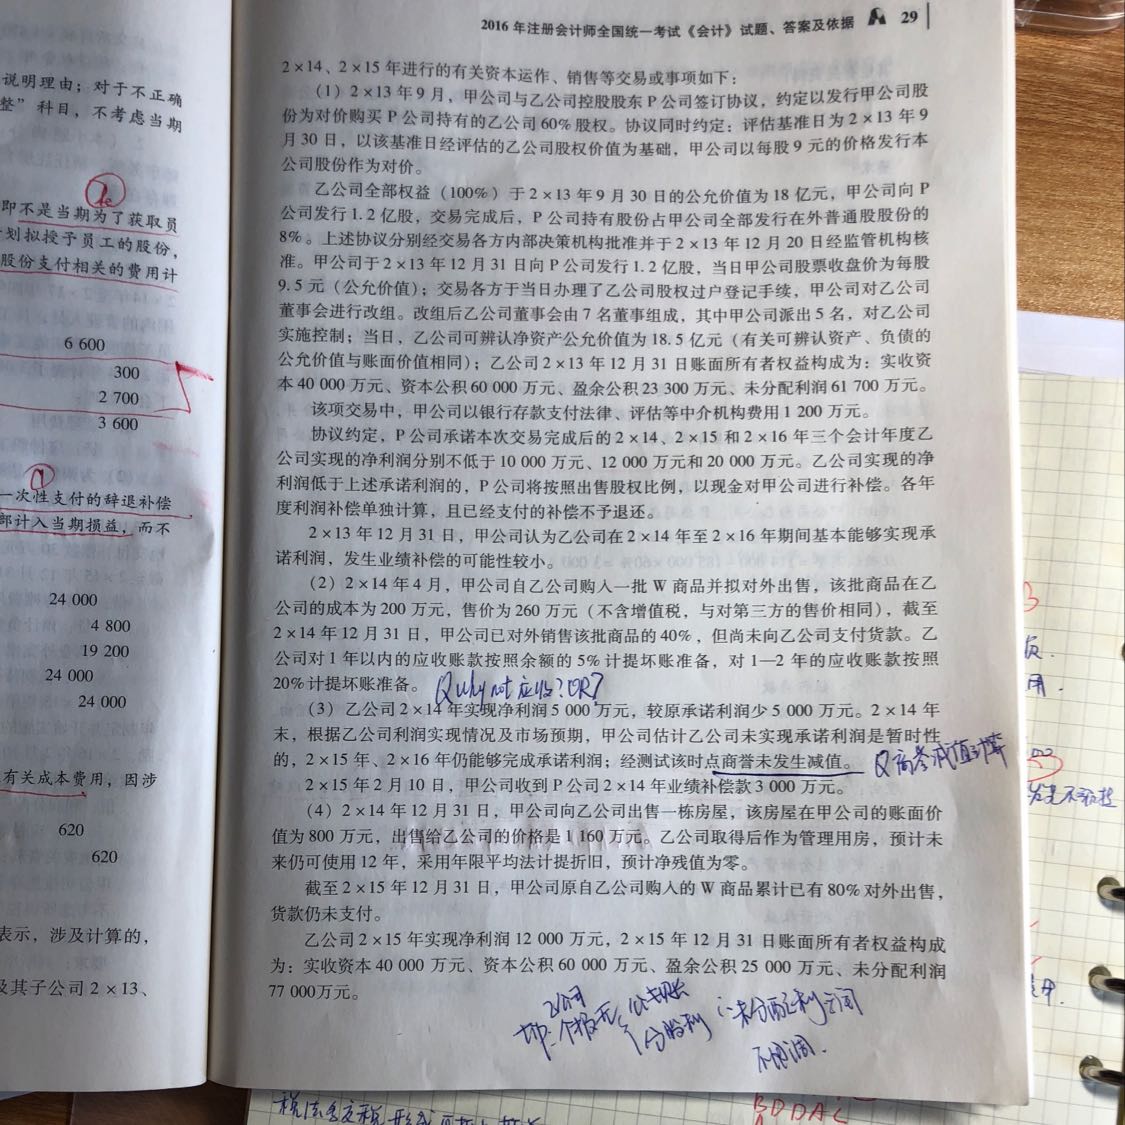 2016年注册会计师全国统一考试《会计》试题、答案及依据 29
说明理由；对于不正确
整”科目，不考虑当期
即不是当期为了获取员
划拟授予员工的股份，
股份支付相关的费用计
6 600
300
2 700
3 600
一次性支付的辞退补偿
部计入当期损益，而不
24 000
4 800
19 200
24 000
24 000
有关成本费用，因涉
620
620
表示，涉及计算的，
及其子公司2×13、
2×14、2×15年进行的有关资本运作、销售等交易或事项如下：
（1）2×13年9月，甲公司与乙公司控股股东P公司签订协议，约定以发行甲公司股
份为对价购买P公司持有的乙公司60%股权。协议同时约定：评估基准日为2×13年9
月30日，以该基准日经评估的乙公司股权价值为基础，甲公司以每股9元的价格发行本
公司股份作为对价。
乙公司全部权益（100%）于2×13年9月30日的公允价值为18亿元，甲公司向P
公司发行1.2亿股，交易完成后，P公司持有股份占甲公司全部发行在外普通股股份的
8%。上述协议分别经交易各方内部决策机构批准并于2×13年12月20日经监管机构核
准。甲公司于2×13年12月31日向P公司发行1.2亿股，当日甲公司股票收盘价为每股
9.5元（公允价值）；交易各方于当日办理了乙公司股权过户登记手续，甲公司对乙公司
董事会进行改组。改组后乙公司董事会由7名董事组成，其中甲公司派出5名，对乙公司
实施控制；当日，乙公司可辨认净资产公允价值为18.5亿元（有关可辨认资产、负债的
公允价值与账面价值相同）；乙公司2×13年12月31日账面所有者权益构成为：实收资
本40 000万元、资本公积60 000万元、盈余公积23 300万元、未分配利润61 700万元。
该项交易中，甲公司以银行存款支付法律、评估等中介机构费用1 200万元。
协议约定，P公司承诺本次交易完成后的2×14、2×15和2×16年三个会计年度乙
公司实现的净利润分别不低于10 000万元、12 000万元和20 000万元。乙公司实现的净
利润低于上述承诺利润的，P公司将按照出售股权比例，以现金对甲公司进行补偿。各年
度利润补偿单独计算，且已经支付的补偿不予退还。
2×13年12月31日，甲公司认为乙公司在2×14年至2×16年期间基本能够实现承
诺利润，发生业绩补偿的可能性较小。
（2）2×14年4月，甲公司自乙公司购入一批W商品并拟对外出售，该批商品在乙
公司的成本为200万元，售价为260万元（不含增值税，与对第三方的售价相同），截至
2×14年12月31日，甲公司已对外销售该批商品的40%，但尚未向乙公司支付货款。乙
公司对1年以内的应收账款按照余额的5%计提坏账准备，对1—2年的应收账款按照
20%计提坏账准备。 Q why not 应收？OR？
（3）乙公司2×14年实现净利润5 000万元，较原承诺利润少5 000万元。2×14年
末，根据乙公司利润实现情况及市场预期，甲公司估计乙公司未实现承诺利润是暂时性
的，2×15年、2×16年仍能够完成承诺利润；经测试该时点商誉未发生减值。
2×15年2月10日，甲公司收到P公司2×14年业绩补偿款3 000万元。
（4）2×14年12月31日，甲公司向乙公司出售一栋房屋，该房屋在甲公司的账面价
值为800万元，出售给乙公司的价格是1 160万元。乙公司取得后作为管理用房，预计未
来仍可使用12年，采用年限平均法计提折旧，预计净残值为零。
截至2×15年12月31日，甲公司原自乙公司购入的W商品累计已有80%对外出售，
货款仍未支付。
乙公司2×15年实现净利润12 000万元，2×15年12月31日账面所有者权益构成
为：实收资本40 000万元、资本公积60 000万元、盈余公积25 000万元、未分配利润
77 000万元。
BDDAC